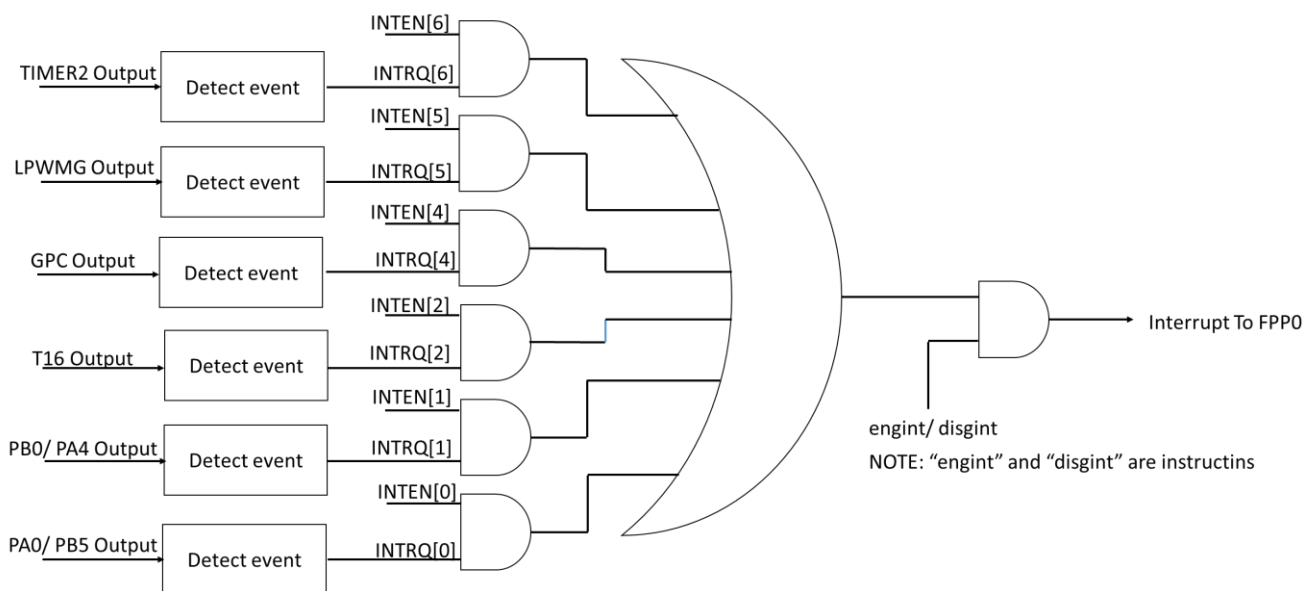 INTEN[6]
TIMER2 Output
Detect event
INTRQ[6]
INTEN[5]
LPWMG Output
Detect event
INTRQ[5]
INTEN[4]
GPC Output
Detect event
INTRQ[4]
INTEN[2]
T16 Output
Detect event
INTRQ[2]
INTEN[1]
PB0/ PA4 Output
Detect event
INTRQ[1]
INTEN[0]
PA0/ PB5 Output
Detect event
INTRQ[0]
Interrupt To FPP0
engint/ disgint
NOTE: “engint” and “disgint” are instructins